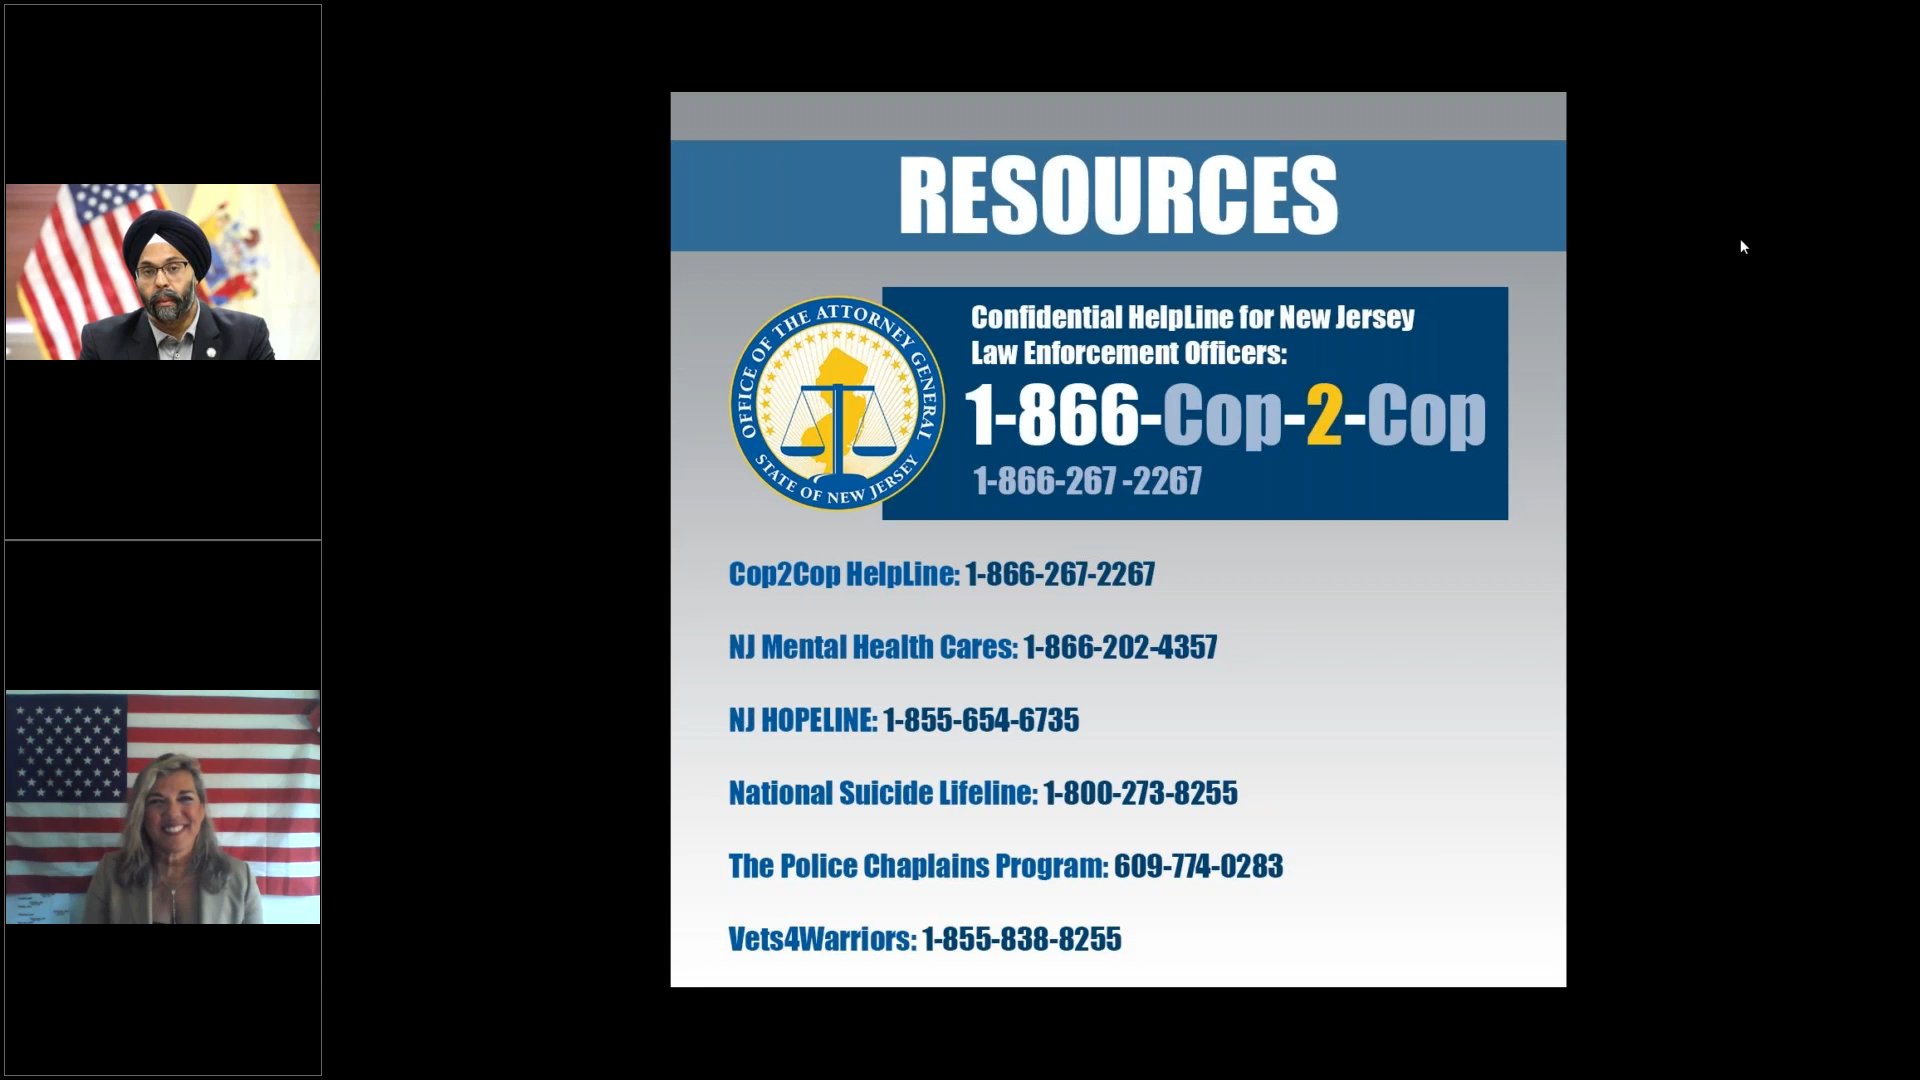 RESOURCES
OFFICE OF THE ATTORNEY GENERAL
STATE OF NEW JERSEY
Confidential HelpLine for New Jersey
Law Enforcement Officers:
1-866-Cop-2-Cop
1-866-267 -2267
Cop2Cop HelpLine: 1-866-267-2267
NJ Mental Health Cares: 1-866-202-4357
NJ HOPELINE: 1-855-654-6735
National Suicide Lifeline: 1-800-273-8255
The Police Chaplains Program: 609-774-0283
Vets4Warriors: 1-855-838-8255